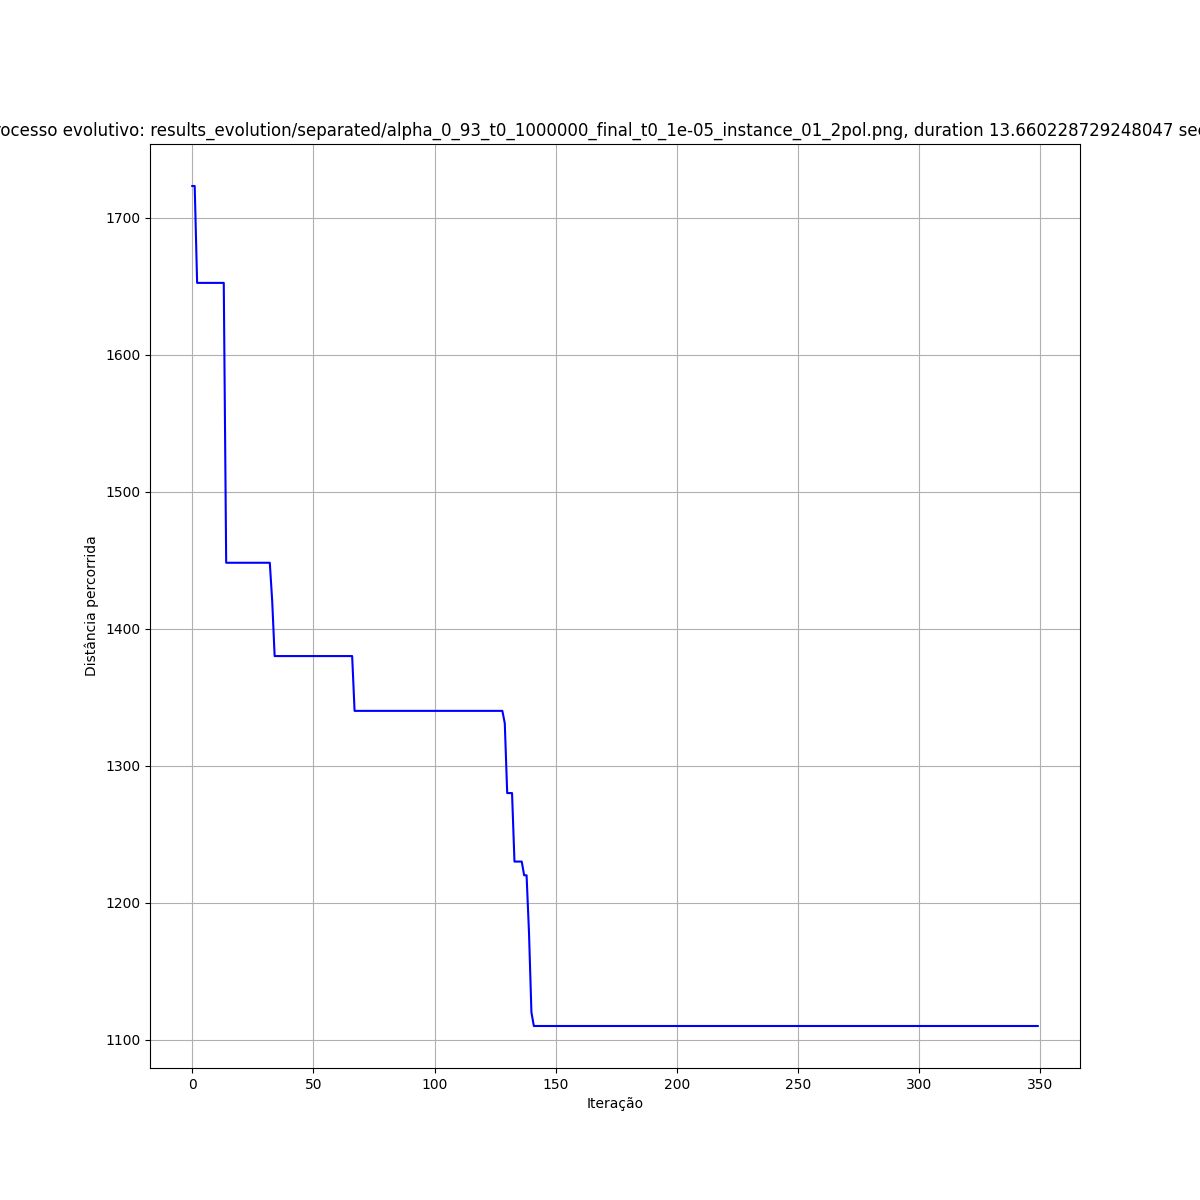 ocesso evolutivo: results_evolution/separated/alpha_0_93_t0_1000000_final_t0_1e-05_instance_01_2pol.png, duration 13.660228729248047 sec
1700
1600
1500
1400
1300
1200
1100
Distância percorrida
0 50 100 150 200 250 300 350
Iteração